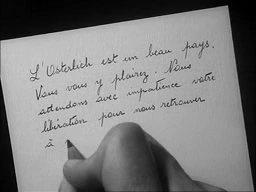 L'Osterlich est un beau pays.
Vous vous y plairez. Nous
attendons avec impatience votre
libération pour nous retrouver
à